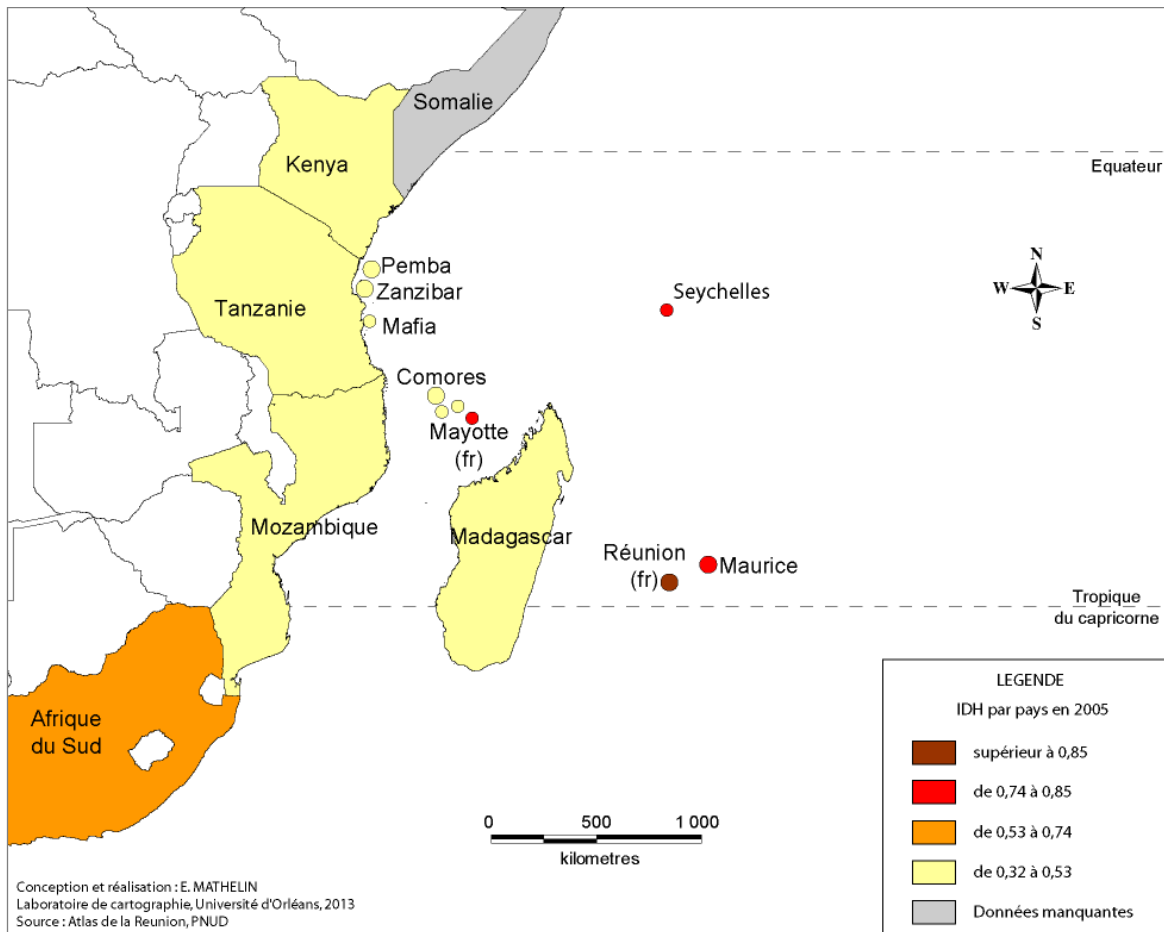 Somalie
Kenya
Equateur
Pemba
Zanzibar
Mafia
Tanzanie
Seychelles
N
W
E
S
Comores
Mayotte
(fr)
Mozambique
Madagascar
Réunion
(fr)
Maurice
Tropique
du capricorne
Afrique
du Sud
LEGENDE
IDH par pays en 2005
supérieur à 0,85
de 0,74 à 0,85
de 0,53 à 0,74
de 0,32 à 0,53
Données manquantes
0 500 1 000
kilometres
Conception et réalisation : E. MATHELIN
Laboratoire de cartographie, Université d'Orléans, 2013
Source : Atlas de la Reunion, PNUD